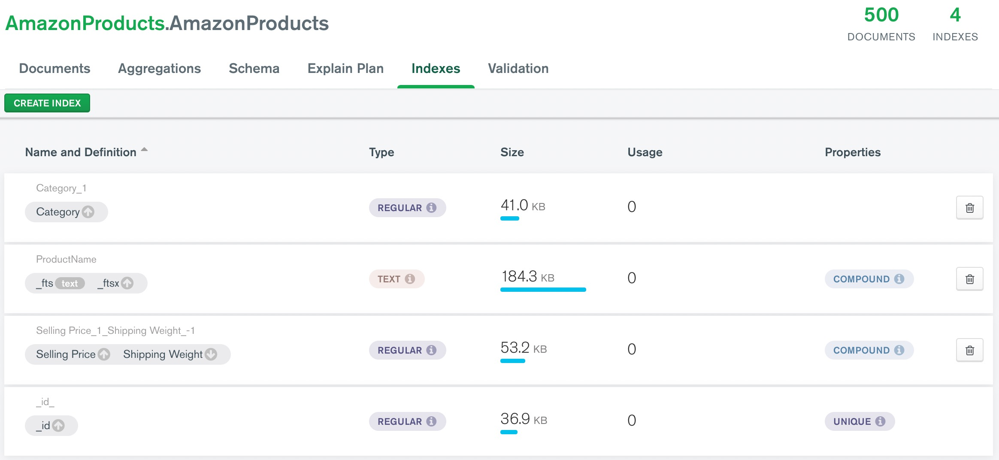 AmazonProducts.AmazonProducts
500 4
DOCUMENTS INDEXES
Documents Aggregations Schema Explain Plan Indexes Validation
CREATE INDEX
Name and Definition Type Size Usage Properties
Category_1
Category REGULAR 41.0 KB 0
ProductName
_fts text _ftsx TEXT 184.3 KB 0 COMPOUND
Selling Price_1_Shipping Weight_-1
Selling Price Shipping Weight REGULAR 53.2 KB 0 COMPOUND
_id_
_id REGULAR 36.9 KB 0 UNIQUE